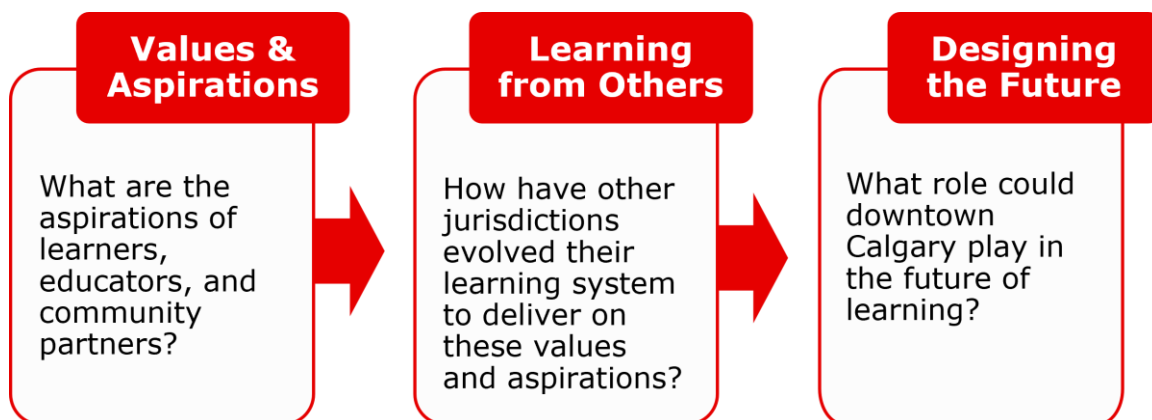 Values &
Aspirations
What are the
aspirations of
learners,
educators, and
community
partners?
Learning
from Others
How have other
jurisdictions
evolved their
learning system
to deliver on
these values
and aspirations?
Designing
the Future
What role could
downtown
Calgary play in
the future of
learning?